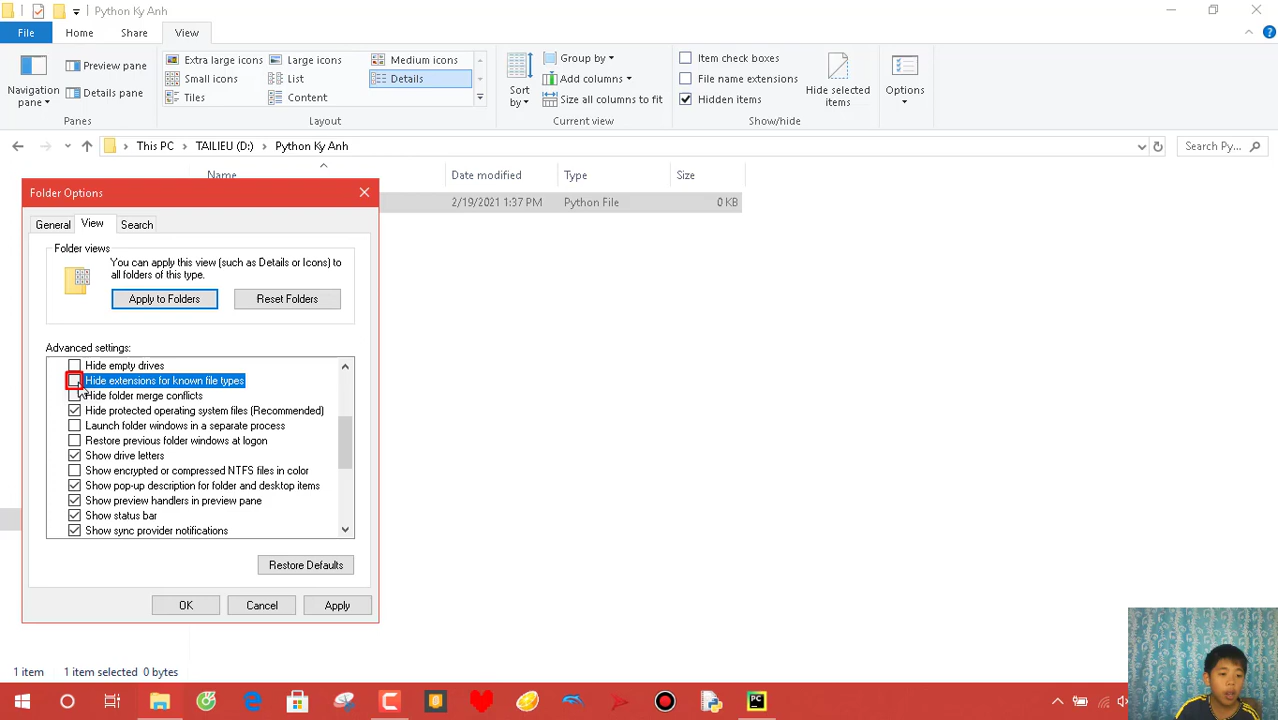 Python Ky Anh
File
Home
Share
View
Navigation pane
Preview pane
Details pane
Panes
Extra large icons
Large icons
Medium icons
Small icons
List
Details
Tiles
Content
Layout
Sort by
Group by
Add columns
Size all columns to fit
Current view
Item check boxes
File name extensions
Hidden items
Hide selected items
Show/hide
Options
This PC
TAILIEU (D:)
Python Ky Anh
Search Py...
Name
Date modified
Type
Size
2/19/2021 1:37 PM
Python File
0 KB
Folder Options
General
View
Search
Folder views
You can apply this view (such as Details or Icons) to
all folders of this type.
Apply to Folders
Reset Folders
Advanced settings:
Hide empty drives
Hide extensions for known file types
Hide folder merge conflicts
Hide protected operating system files (Recommended)
Launch folder windows in a separate process
Restore previous folder windows at logon
Show drive letters
Show encrypted or compressed NTFS files in color
Show pop-up description for folder and desktop items
Show preview handlers in preview pane
Show status bar
Show sync provider notifications
Restore Defaults
OK
Cancel
Apply
1 item
1 item selected 0 bytes
PC